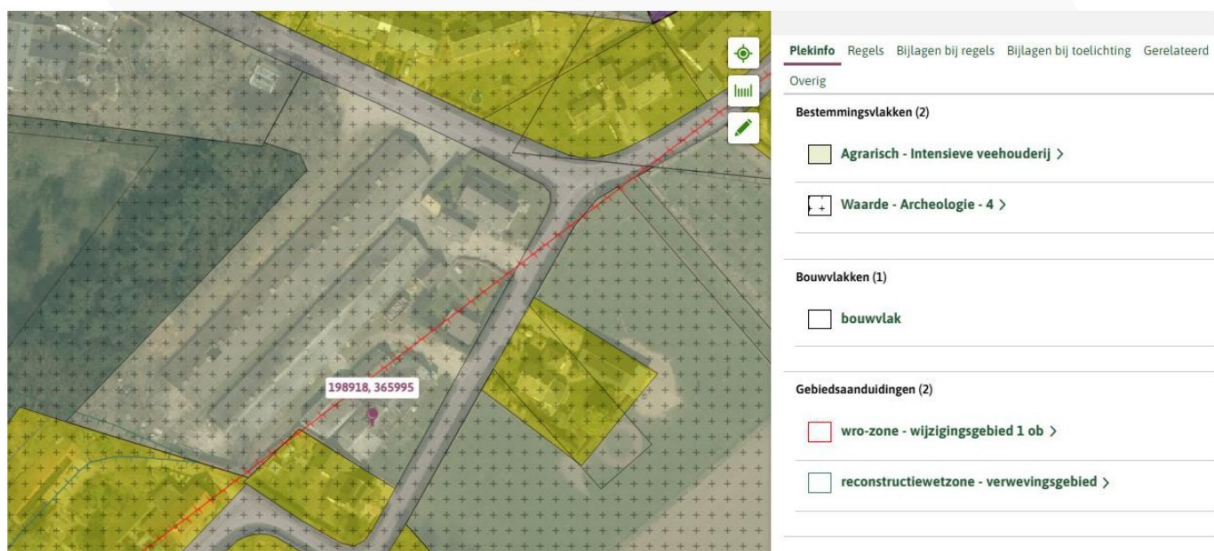 198918, 365995
Plekinfo Regels Bijlagen bij regels Bijlagen bij toelichting Gerelateerd
Overig
Bestemmingsvlakken (2)
Agrarisch - Intensieve veehouderij >
Waarde - Archeologie - 4 >
Bouwvlakken (1)
bouwvlak
Gebiedsaanduidingen (2)
wro-zone - wijzigingsgebied 1 ob >
reconstructiewetzone - verwevingsgebied >